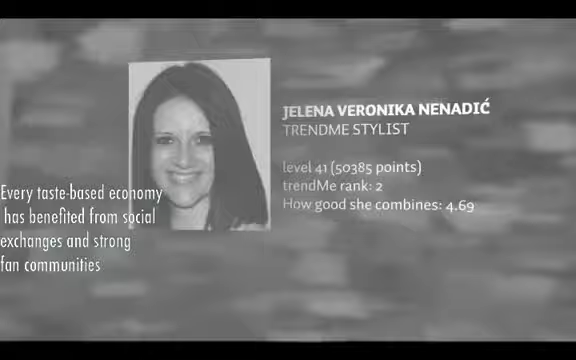 JELENA VERONIKA NENADIĆ
TRENDME STYLIST
level 41 (50385 points)
trendMe rank: 2
How good she combines: 4.69
Every taste-based economy
has benefited from social
exchanges and strong
fan communities